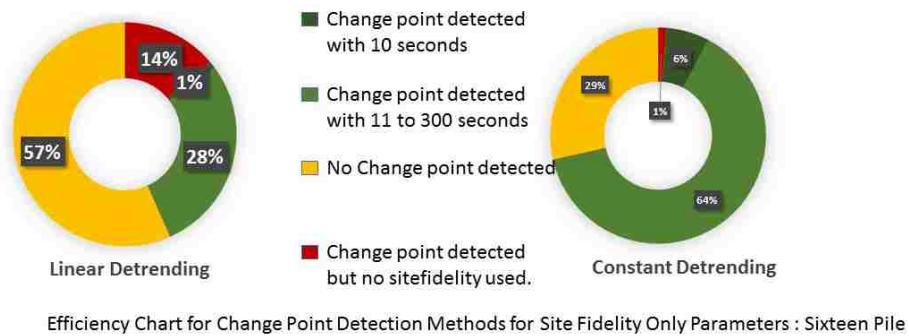 14%
1%
28%
57%
Linear Detrending
Change point detected
with 10 seconds
Change point detected
with 11 to 300 seconds
No Change point detected
Change point detected
but no sitefidelity used.
6%
29%
1%
64%
Constant Detrending
Efficiency Chart for Change Point Detection Methods for Site Fidelity Only Parameters : Sixteen Pile